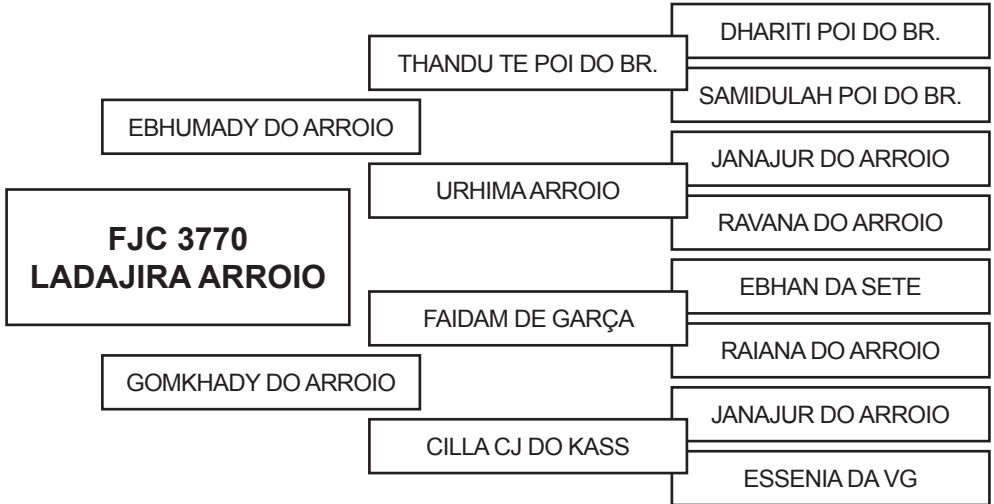 DHARITI POI DO BR.
THANDU TE POI DO BR.
SAMIDULAH POI DO BR.
EBHUMADY DO ARROIO
JANAJUR DO ARROIO
URHIMA ARROIO
RAVANA DO ARROIO
FJC 3770
LADAJIRA ARROIO
EBHAN DA SETE
FAIDAM DE GARÇA
RAIANA DO ARROIO
GOMKHADY DO ARROIO
JANAJUR DO ARROIO
CILLA CJ DO KASS
ESSENIA DA VG